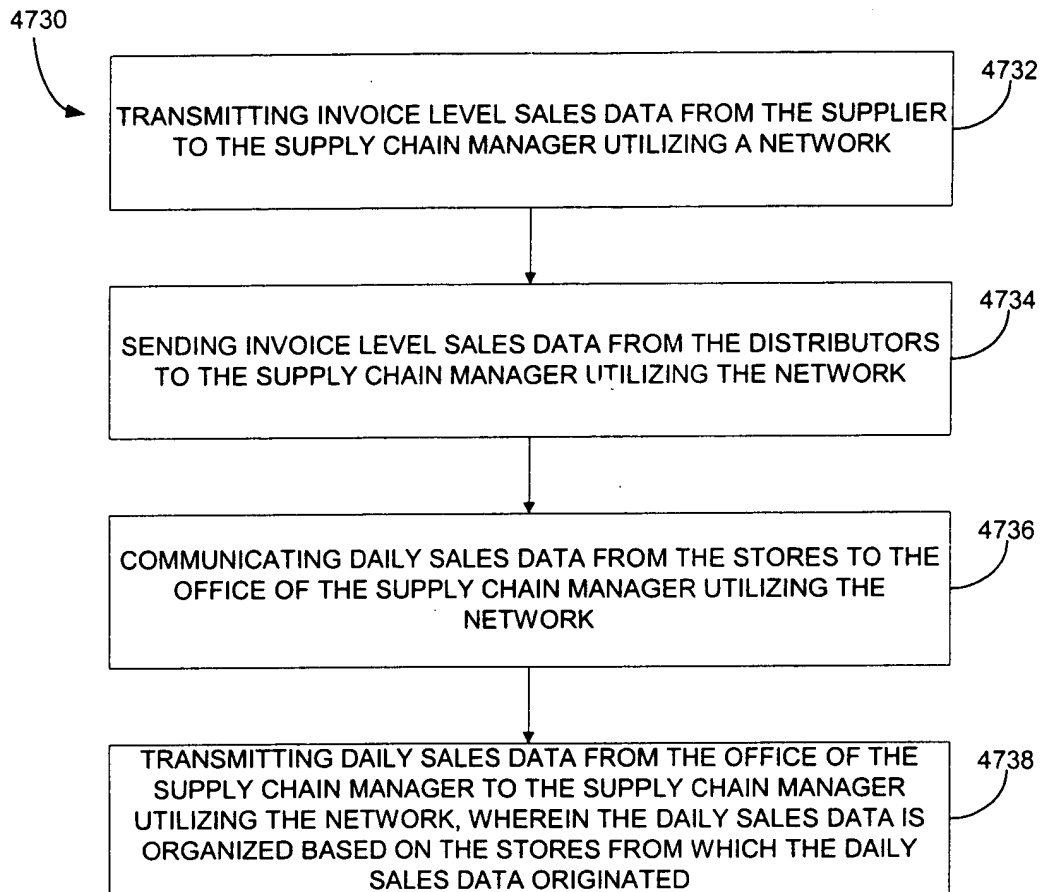 4730
4732
TRANSMITTING INVOICE LEVEL SALES DATA FROM THE SUPPLIER
TO THE SUPPLY CHAIN MANAGER UTILIZING A NETWORK
4734
SENDING INVOICE LEVEL SALES DATA FROM THE DISTRIBUTORS
TO THE SUPPLY CHAIN MANAGER UTILIZING THE NETWORK
4736
COMMUNICATING DAILY SALES DATA FROM THE STORES TO THE
OFFICE OF THE SUPPLY CHAIN MANAGER UTILIZING THE
NETWORK
4738
TRANSMITTING DAILY SALES DATA FROM THE OFFICE OF THE
SUPPLY CHAIN MANAGER TO THE SUPPLY CHAIN MANAGER
UTILIZING THE NETWORK, WHEREIN THE DAILY SALES DATA IS
ORGANIZED BASED ON THE STORES FROM WHICH THE DAILY
SALES DATA ORIGINATED